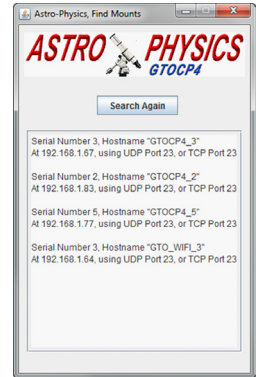 Astro-Physics, Find Mounts
ASTRO PHYSICS
GTOCP4
Search Again
Serial Number 3, Hostname "GTOCP4_3"
At 192.168.1.67, using UDP Port 23, or TCP Port 23
Serial Number 2, Hostname "GTOCP4_2"
At 192.168.1.83, using UDP Port 23, or TCP Port 23
Serial Number 5, Hostname "GTOCP4_5"
At 192.168.1.77, using UDP Port 23, or TCP Port 23
Serial Number 3, Hostname "GTO_WIFI_3"
At 192.168.1.64, using UDP Port 23, or TCP Port 23